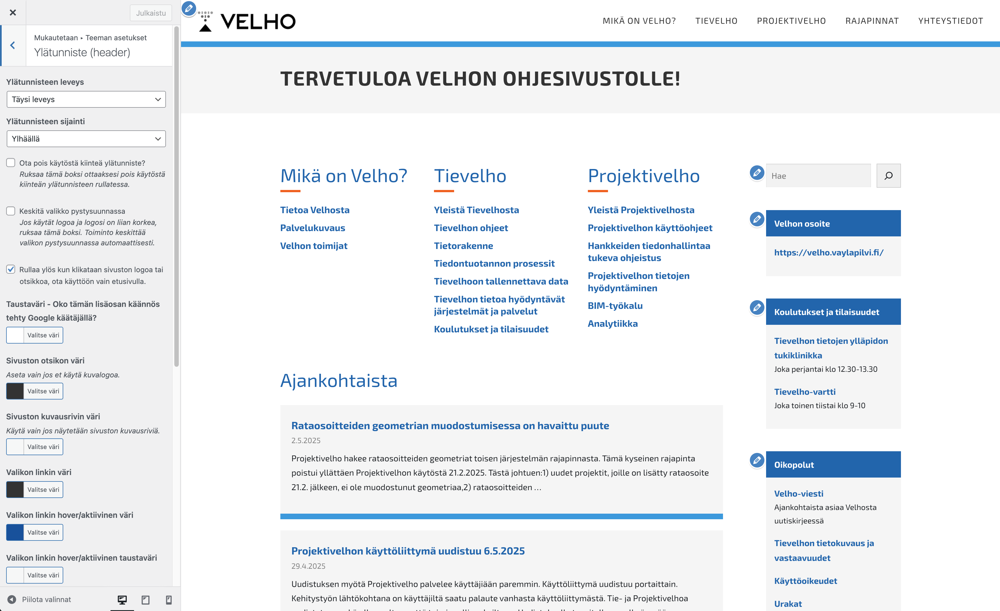 Julkaistu
Mukautetaan ▸ Teeman asetukset
Ylätunniste (header)
Ylätunnisteen leveys
Täysi leveys
Ylätunnisteen sijainti
Ylhäällä
Ota pois käytöstä kiinteä ylätunniste?
Ruksaa tämä boksi ottaaksesi pois käytöstä
kiinteän ylätunnisteen rullatessa.
Keskitä valikko pystysuunnassa
Jos käytät logoa ja logosi on liian korkea,
ruksaa tämä boksi. Toiminto keskittää
valikon pystysuunnassa automaattisesti.
Rullaa ylös kun klikataan sivuston logoa tai
otsikkoa, ota käyttöön vain etusivulla.
Taustaväri - Oko tämän lisäosan käännös
tehty Google käätäjällä?
Valitse väri
Sivuston otsikon väri
Aseta vain jos et käytä kuvalogoa.
Valitse väri
Sivuston kuvausrivin väri
Käytä vain jos näytetään sivuston kuvausriviä.
Valitse väri
Valikon linkin väri
Valitse väri
Valikon linkin hover/aktiivinen väri
Valitse väri
Valikon linkin hover/aktiivinen taustaväri
Valitse väri
Piilota valinnat
VELHO
MIKÄ ON VELHO? TIEVELHO PROJEKTIVELHO RAJAPINNAT YHTEYSTIEDOT
TERVETULOA VELHON OHJESIVUSTOLLE!
Mikä on Velho?
Tietoa Velhosta
Palvelukuvaus
Velhon toimijat
Tievelho
Yleistä Tievelhosta
Tievelhon ohjeet
Tietorakenne
Tiedontuotannon prosessit
Tievelhoon tallennettava data
Tievelhon tietoa hyödyntävät
järjestelmät ja palvelut
Koulutukset ja tilaisuudet
Projektivelho
Yleistä Projektivelhosta
Projektivelhon käyttöohjeet
Hankkeiden tiedonhallintaa
tukeva ohjeistus
Projektivelhon tietojen
hyödyntäminen
BIM-työkalu
Analytiikka
Ajankohtaista
Rataosoitteiden geometrian muodostumisessa on havaittu puute
2.5.2025
Projektivelho hakee rataosoitteiden geometriat toisen järjestelmän rajapinnasta. Tämä kyseinen rajapinta
poistui yllättäen Projektivelhon käytöstä 21.2.2025. Tästä johtuen:1) uudet projektit, joille on lisätty rataosoite
21.2. jälkeen, ei ole muodostunut geometriaa,2) rataosoitteiden …
Projektivelhon käyttöliittymä uudistuu 6.5.2025
29.4.2025
Uudistuksen myötä Projektivelho palvelee käyttäjiään paremmin. Käyttöliittymä uudistuu portaittain.
Kehitystyön lähtökohtana on käyttäjiltä saatu palaute vanhasta käyttöliittymästä. Tie- ja Projektivelhoa
Hae
Velhon osoite
https://velho.vaylapilvi.fi/
Koulutukset ja tilaisuudet
Tievelhon tietojen ylläpidon
tukiklinikka
Joka perjantai klo 12.30-13.30
Tievelho-vartti
Joka toinen tiistai klo 9-10
Oikopolut
Velho-viesti
Ajankohtaista asiaa Velhosta
uutiskirjeessä
Tievelhon tietokuvaus ja
vastaavuudet
Käyttöoikeudet
Urakat